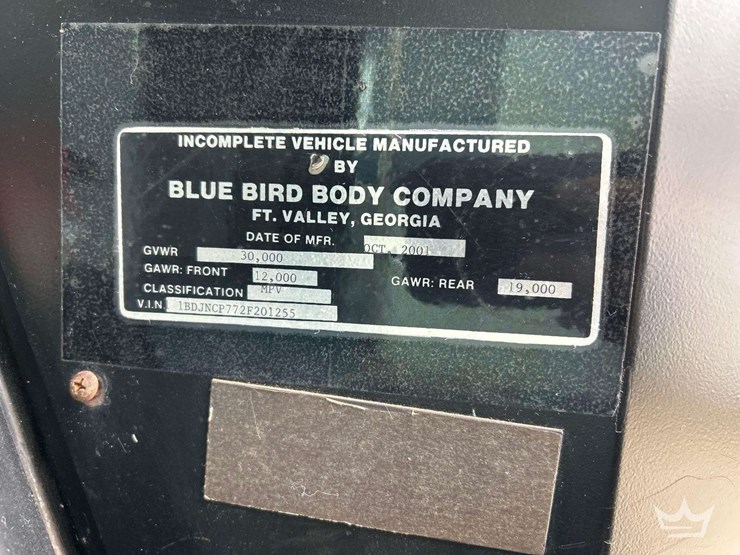 INCOMPLETE VEHICLE MANUFACTURED
BY
BLUE BIRD BODY COMPANY
FT. VALLEY, GEORGIA
DATE OF MFR. OCT. 2001
GVWR 30,000
GAWR: FRONT 12,000 GAWR: REAR 19,000
CLASSIFICATION MPV
V.I.N. 1BDJNCP772F201255